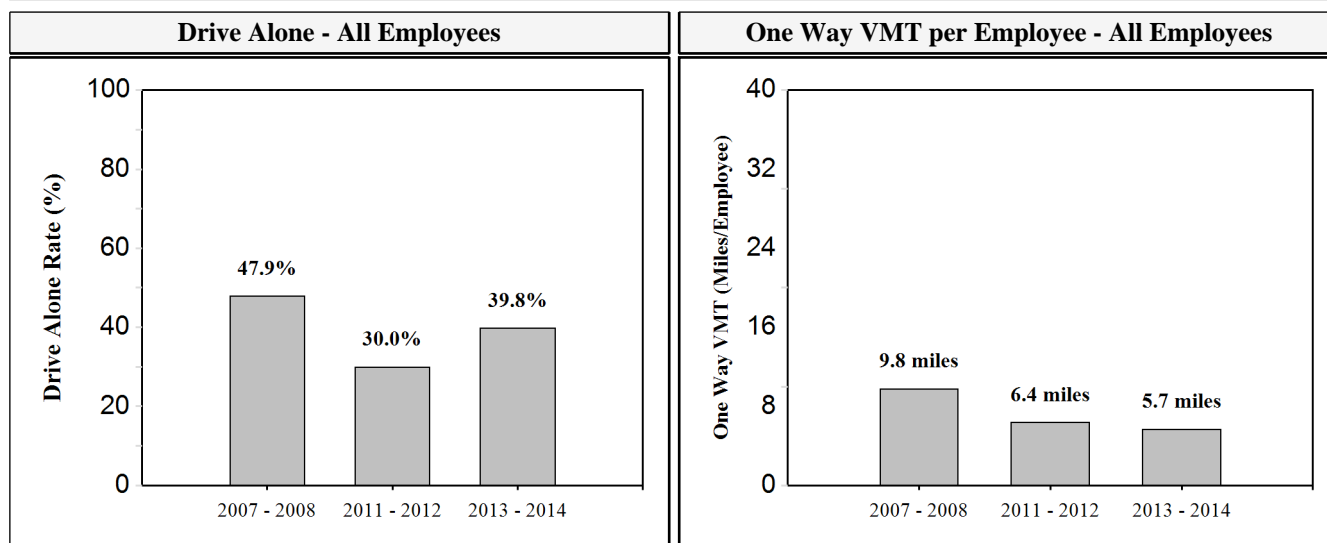 Drive Alone - All Employees
100
80
60
40
20
0
Drive Alone Rate (%)
47.9%
30.0%
39.8%
2007 - 2008
2011 - 2012
2013 - 2014
One Way VMT per Employee - All Employees
40
32
24
16
8
0
One Way VMT (Miles/Employee)
9.8 miles
6.4 miles
5.7 miles
2007 - 2008
2011 - 2012
2013 - 2014